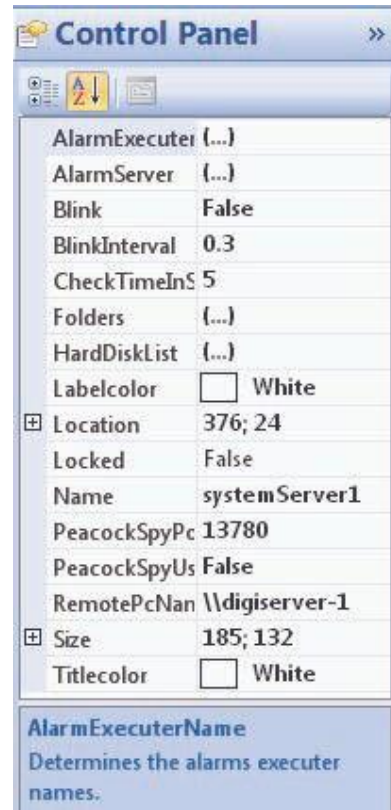 Control Panel »
AlarmExecuter (...)
AlarmServer (...)
Blink False
BlinkInterval 0.3
CheckTimeInS 5
Folders (...)
HardDiskList (...)
Labelcolor White
Location 376; 24
Locked False
Name systemServer1
PeacockSpyPo 13780
PeacockSpyUs False
RemotePcNan \\digiserver-1
Size 185; 132
Titlecolor White
AlarmExecuterName
Determines the alarms executer
names.